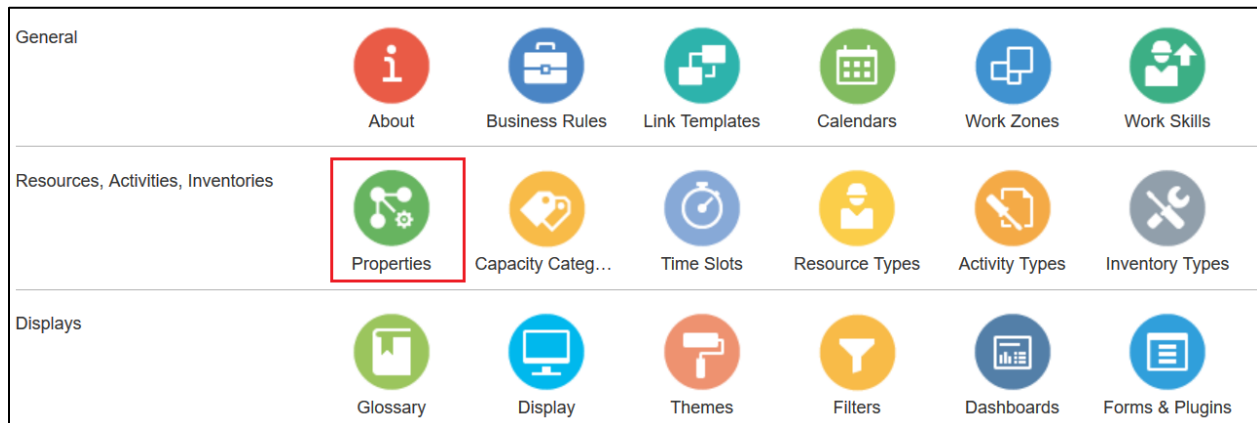 General
About
Business Rules
Link Templates
Calendars
Work Zones
Work Skills
Resources, Activities, Inventories
Properties
Capacity Categ...
Time Slots
Resource Types
Activity Types
Inventory Types
Displays
Glossary
Display
Themes
Filters
Dashboards
Forms & Plugins